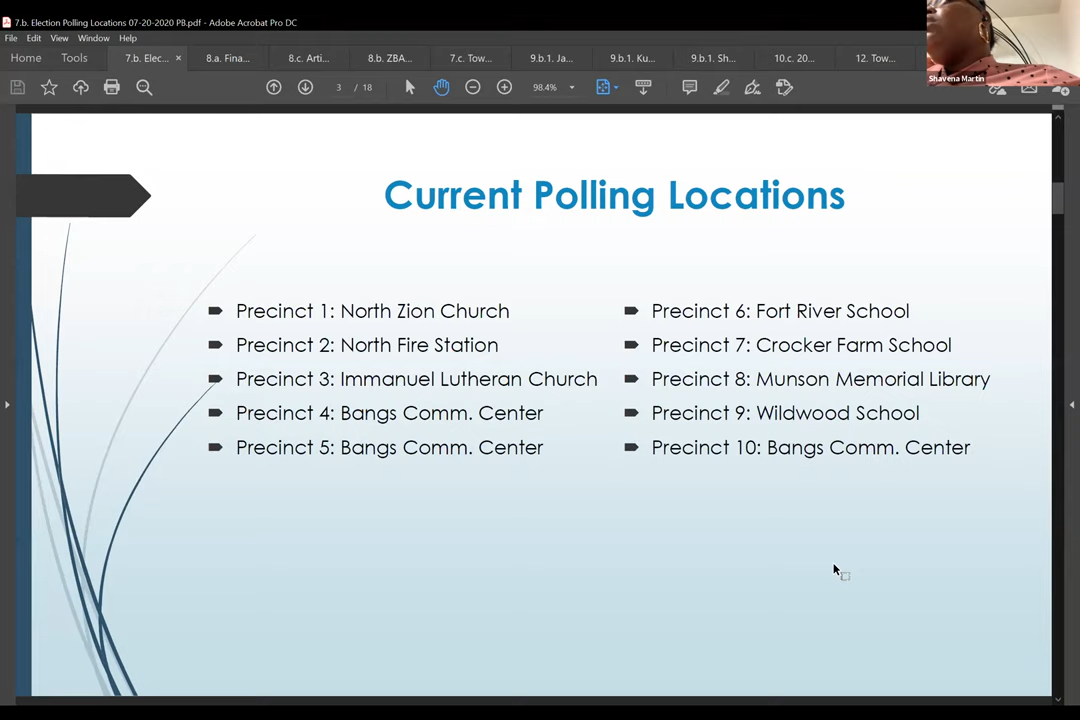 7.b. Election Polling Locations 07-20-2020 PB.pdf - Adobe Acrobat Pro DC
File Edit View Window Help
Home Tools 7.b. Elec... × 8.a. Fina... 8.c. Arti... 8.b. ZBA... 7.c. Tow... 9.b.1. Ja... 9.b.1. Ku... 9.b.1. Sh... 10.c. 20... 12. Tow...
3 / 18 98.4%
Shavena Martin
Current Polling Locations
Precinct 1: North Zion Church
Precinct 2: North Fire Station
Precinct 3: Immanuel Lutheran Church
Precinct 4: Bangs Comm. Center
Precinct 5: Bangs Comm. Center
Precinct 6: Fort River School
Precinct 7: Crocker Farm School
Precinct 8: Munson Memorial Library
Precinct 9: Wildwood School
Precinct 10: Bangs Comm. Center